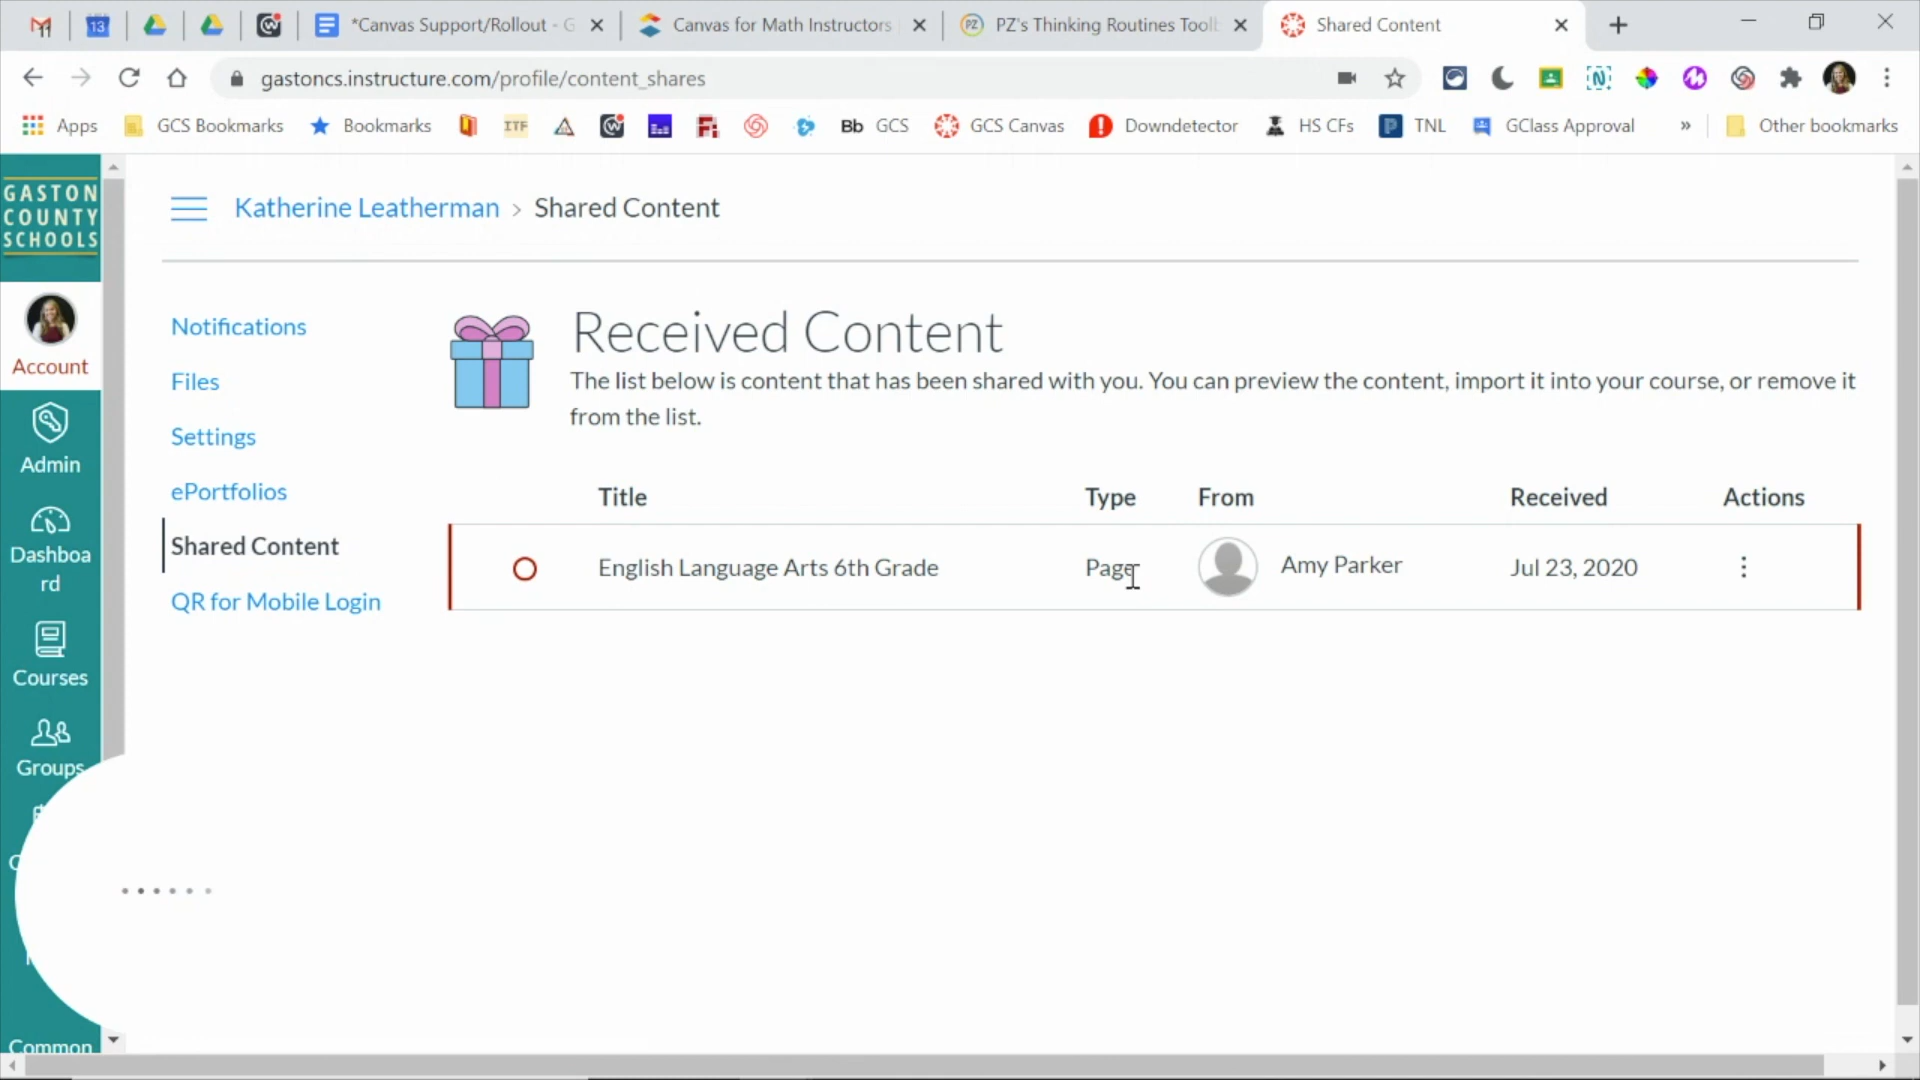 13
*Canvas Support/Rollout - G
Canvas for Math Instructors
PZ
PZ's Thinking Routines Toolb
Shared Content
gastoncs.instructure.com/profile/content_shares
Apps
GCS Bookmarks
Bookmarks
ITF
Bb GCS
GCS Canvas
Downdetector
HS CFs
TNL
GClass Approval
»
Other bookmarks
GASTON
COUNTY
SCHOOLS
Account
Admin
Dashboa
rd
Courses
Groups
Common
Katherine Leatherman > Shared Content
Notifications
Files
Settings
ePortfolios
Shared Content
QR for Mobile Login
Received Content
The list below is content that has been shared with you. You can preview the content, import it into your course, or remove it
from the list.
Title Type From Received Actions
English Language Arts 6th Grade Page Amy Parker Jul 23, 2020